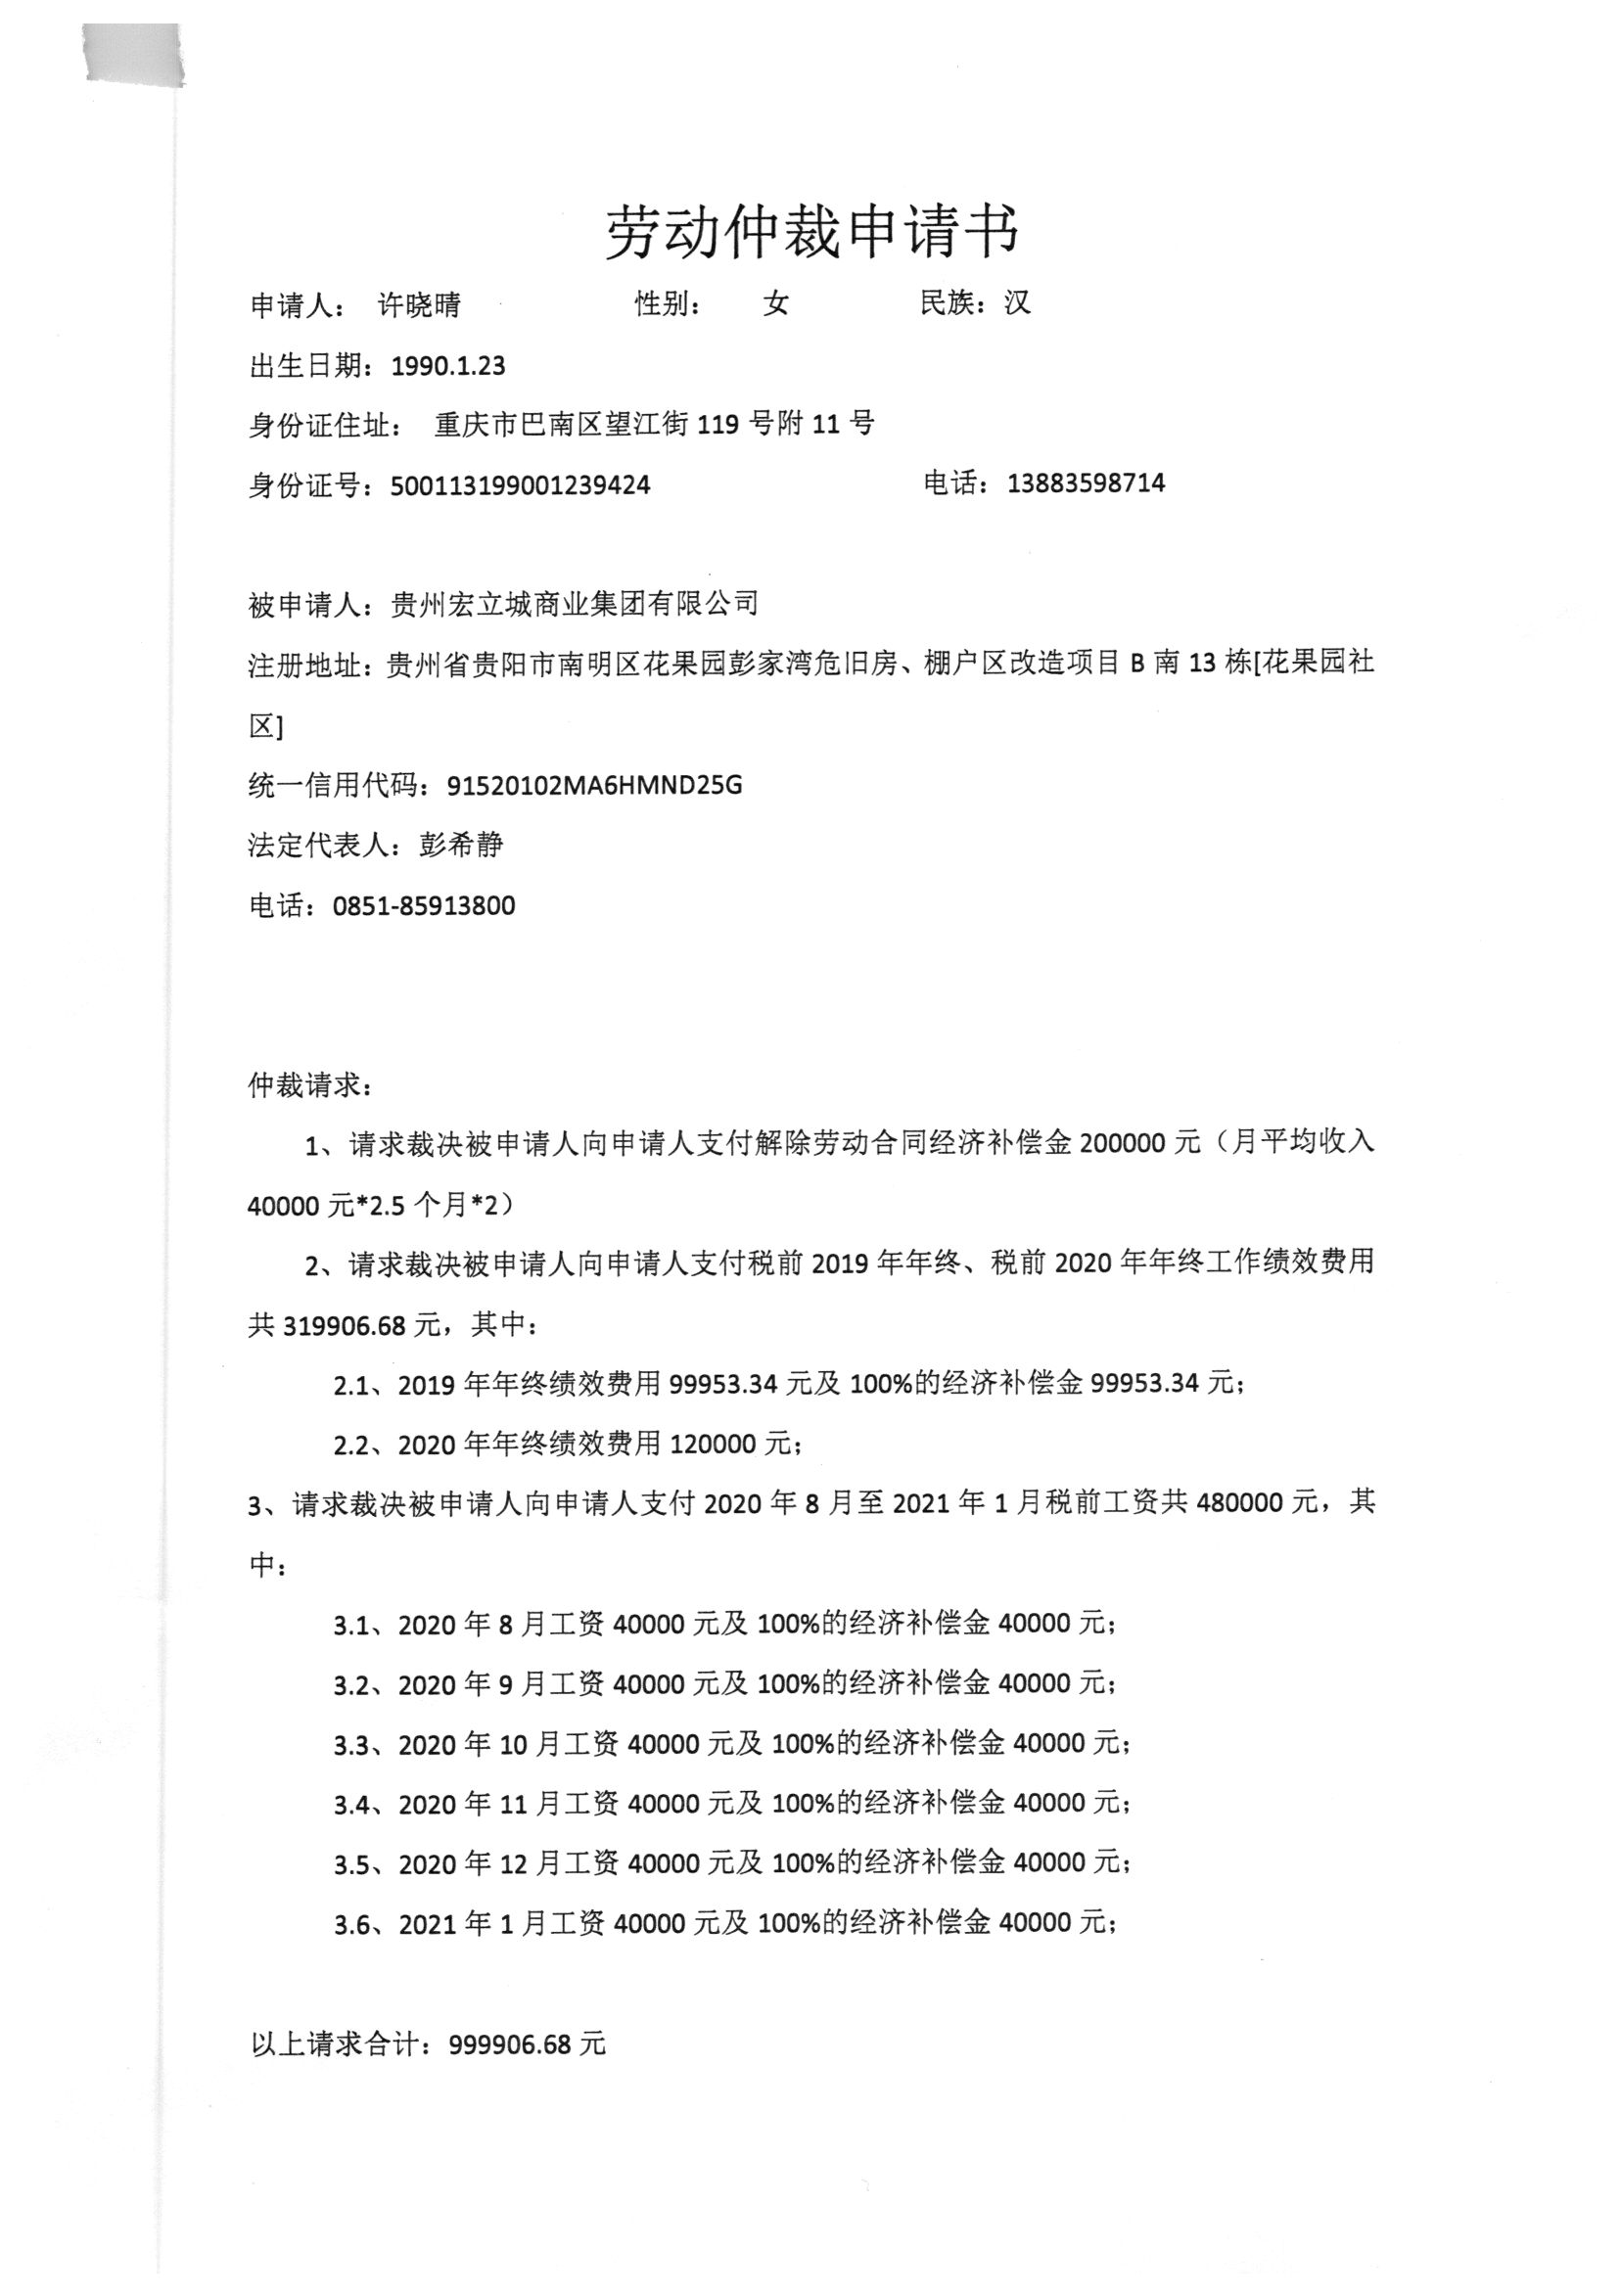 劳动仲裁申请书
申请人： 许晓晴 性别： 女 民族：汉
出生日期：1990.1.23
身份证住址： 重庆市巴南区望江街 119 号附 11 号
身份证号：500113199001239424 电话：13883598714
被申请人：贵州宏立城商业集团有限公司
注册地址：贵州省贵阳市南明区花果园彭家湾危旧房、棚户区改造项目 B 南 13 栋[花果园社
区]
统一信用代码：91520102MA6HMND25G
法定代表人：彭希静
电话：0851-85913800
仲裁请求：
1、请求裁决被申请人向申请人支付解除劳动合同经济补偿金 200000 元（月平均收入
40000 元*2.5 个月*2）
2、请求裁决被申请人向申请人支付税前 2019 年年终、税前 2020 年年终工作绩效费用
共 319906.68 元，其中：
2.1、2019 年年终绩效费用 99953.34 元及 100%的经济补偿金 99953.34 元；
2.2、2020 年年终绩效费用 120000 元；
3、请求裁决被申请人向申请人支付 2020 年 8 月至 2021 年 1 月税前工资共 480000 元，其
中：
3.1、2020 年 8 月工资 40000 元及 100%的经济补偿金 40000 元；
3.2、2020 年 9 月工资 40000 元及 100%的经济补偿金 40000 元；
3.3、2020 年 10 月工资 40000 元及 100%的经济补偿金 40000 元；
3.4、2020 年 11 月工资 40000 元及 100%的经济补偿金 40000 元；
3.5、2020 年 12 月工资 40000 元及 100%的经济补偿金 40000 元；
3.6、2021 年 1 月工资 40000 元及 100%的经济补偿金 40000 元；
以上请求合计：999906.68 元